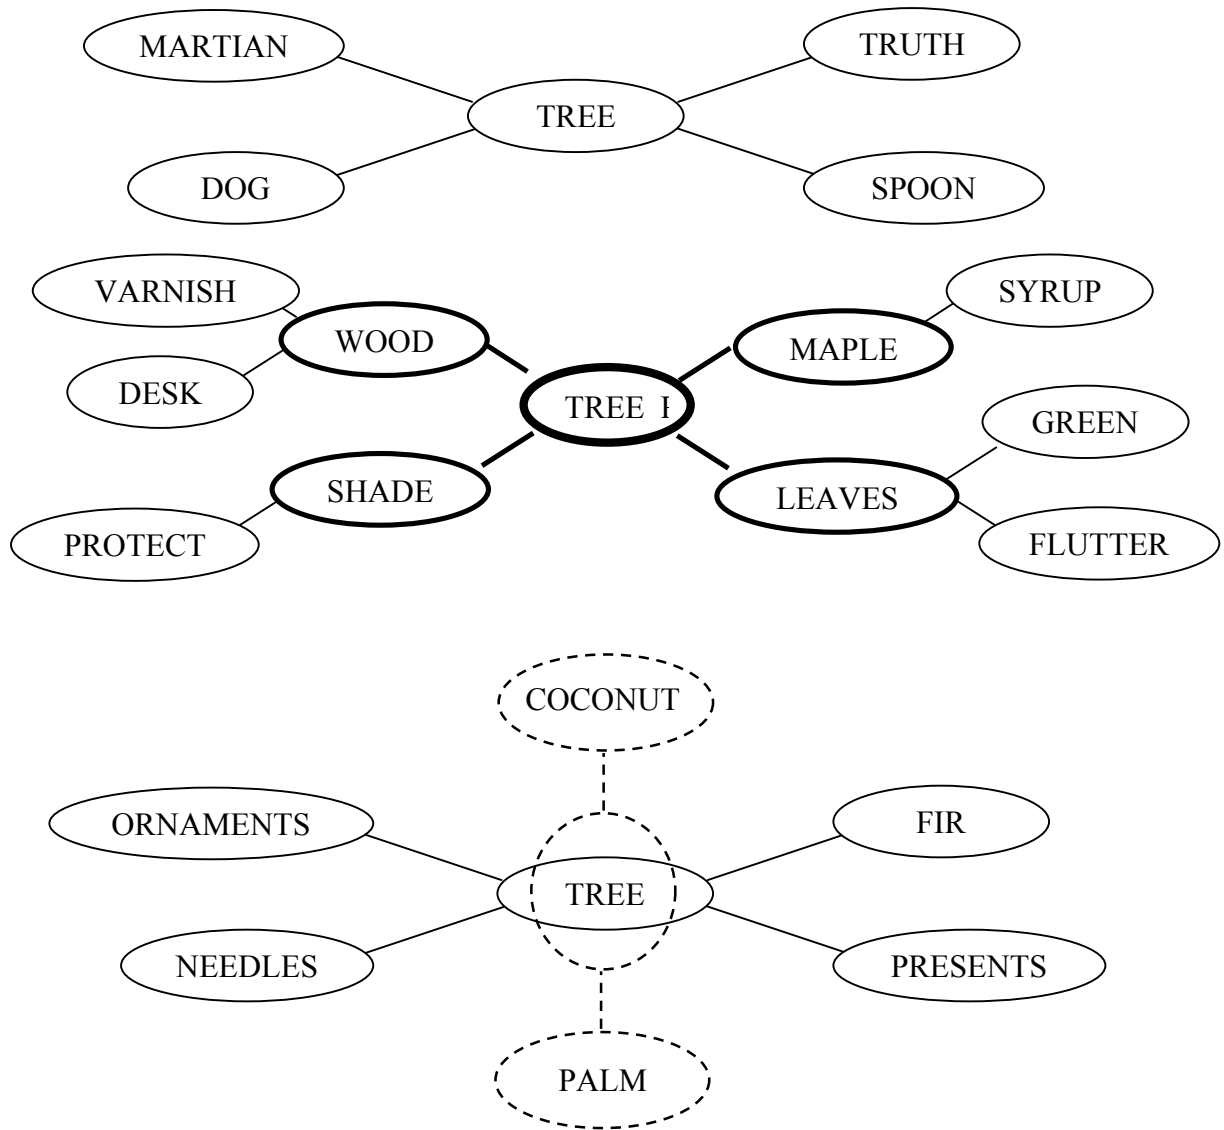 MARTIAN
TRUTH
TREE
DOG
SPOON
VARNISH
SYRUP
WOOD
MAPLE
DESK
TREE
GREEN
SHADE
LEAVES
PROTECT
FLUTTER
COCONUT
ORNAMENTS
FIR
TREE
NEEDLES
PRESENTS
PALM